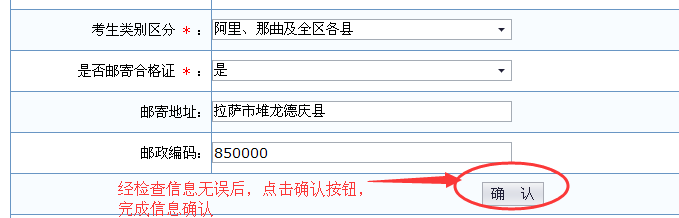 考生类别区分 * : 阿里、那曲及全区各县
是否邮寄合格证 * : 是
邮寄地址: 拉萨市堆龙德庆县
邮政编码: 850000
经检查信息无误后，点击确认按钮，
完成信息确认
确 认